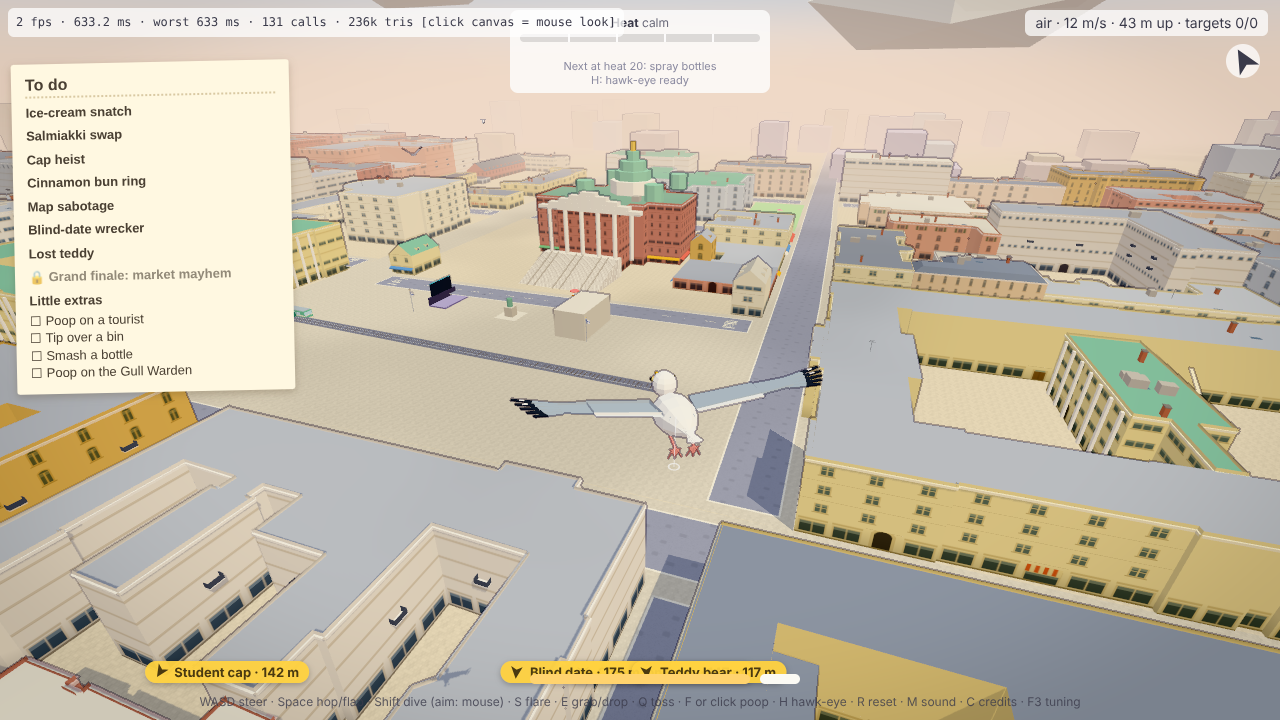 2 fps · 633.2 ms · worst 633 ms · 131 calls · 236k tris [click canvas = mouse look]
eat calm
air · 12 m/s · 43 m up · targets 0/0
Next at heat 20: spray bottles
H: hawk-eye ready
To do
Ice-cream snatch
Salmiakki swap
Cap heist
Cinnamon bun ring
Map sabotage
Blind-date wrecker
Lost teddy
Grand finale: market mayhem
Little extras
☐ Poop on a tourist
☐ Tip over a bin
☐ Smash a bottle
☐ Poop on the Gull Warden
Student cap · 142 m
Blind date · 175
Teddy bear · 117 m
WASD steer · Space hop/flap · Shift dive (aim: mouse) · S flare · E grab/drop · Q toss · F or click poop · H hawk-eye · R reset · M sound · C credits · F3 tuning